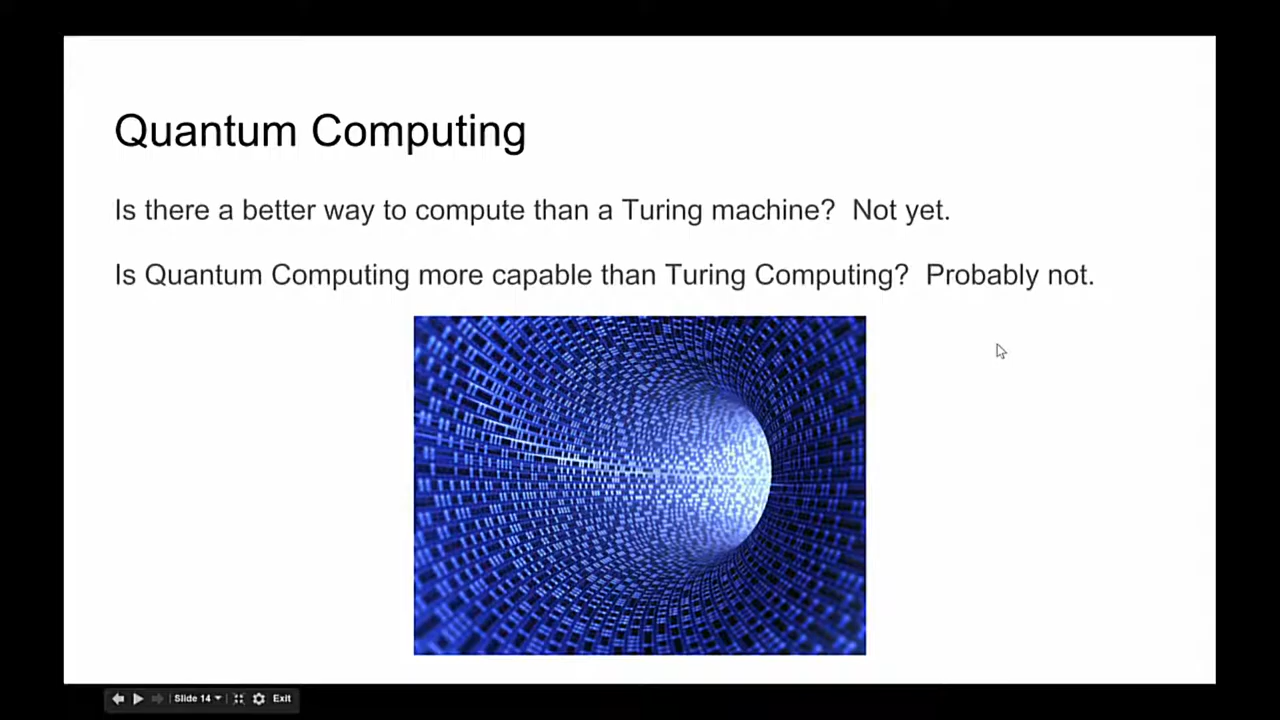 Quantum Computing
Is there a better way to compute than a Turing machine?  Not yet.
Is Quantum Computing more capable than Turing Computing?  Probably not.
Slide 14
Exit